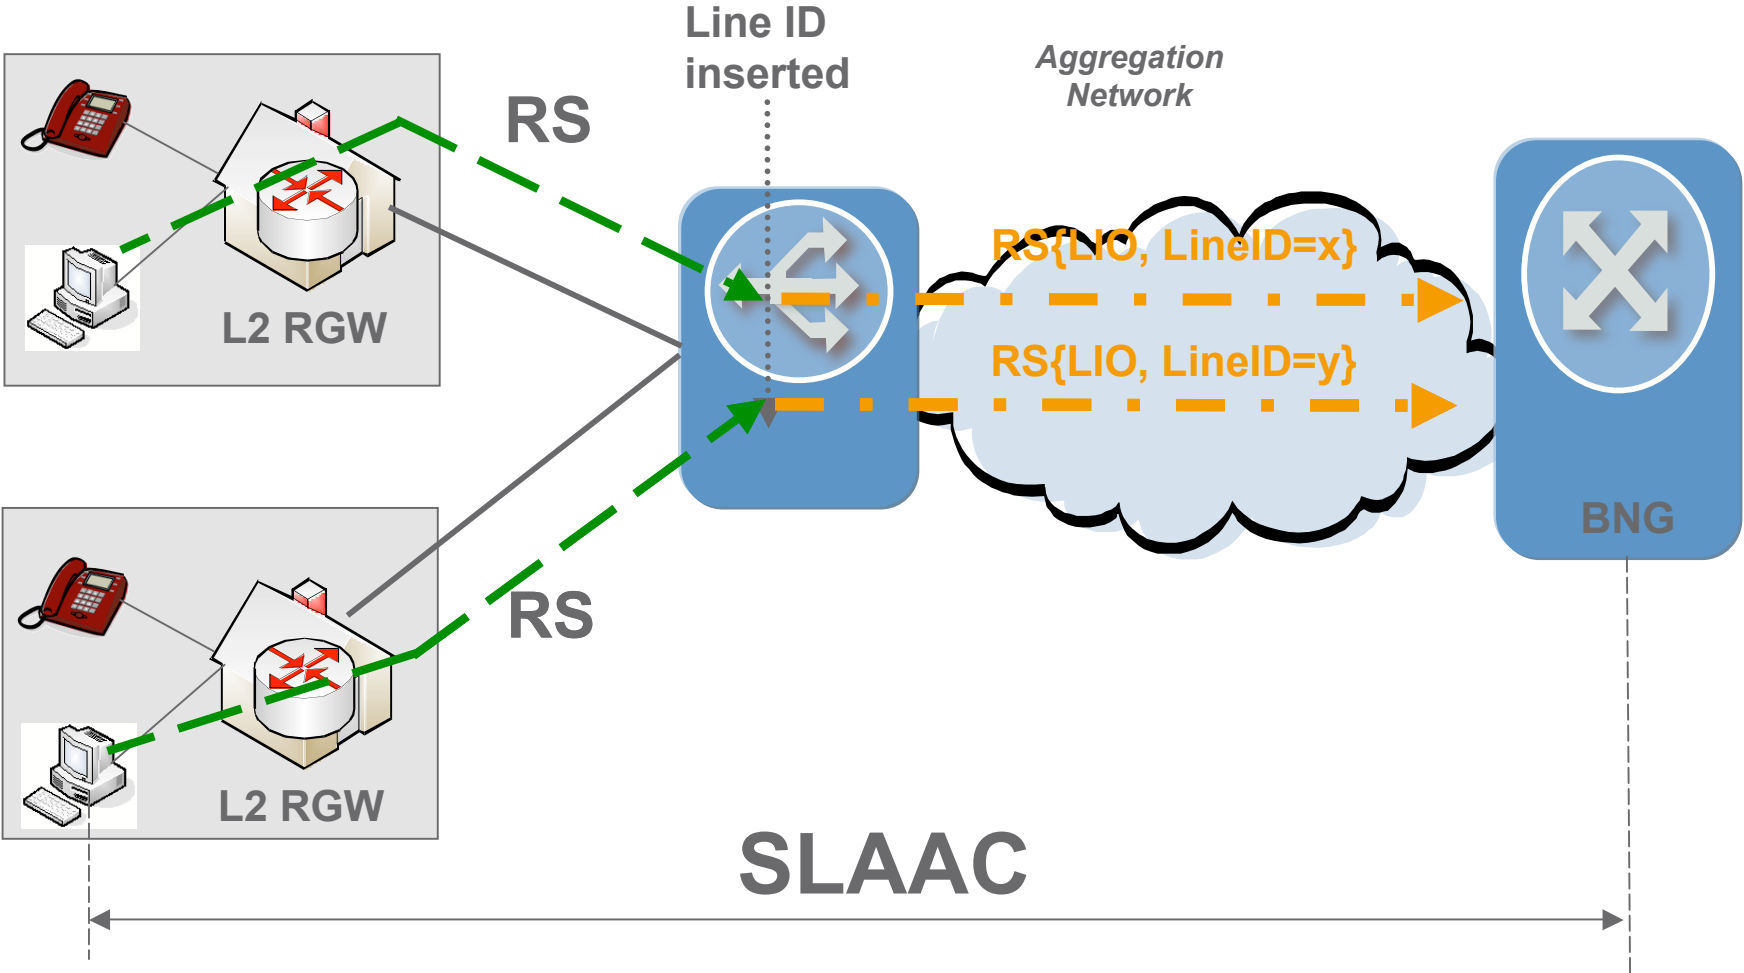 Line ID
inserted
Aggregation
Network
RS
RS{LIO, LineID=x}
L2 RGW
RS{LIO, LineID=y}
BNG
RS
L2 RGW
SLAAC